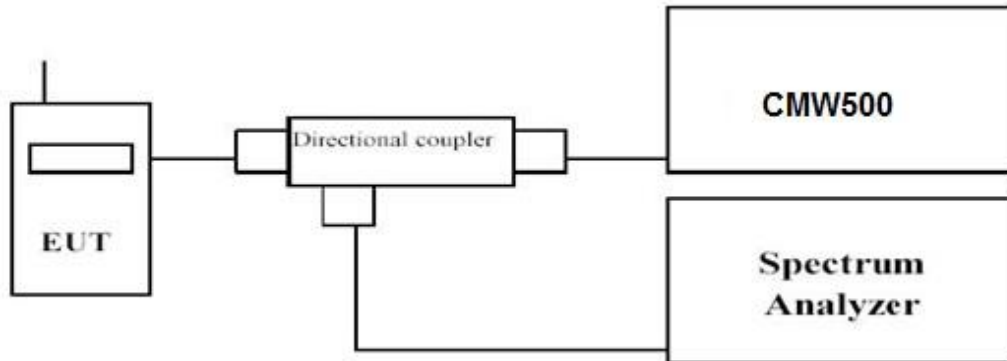 CMW500
Directional coupler
EUT
Spectrum
Analyzer